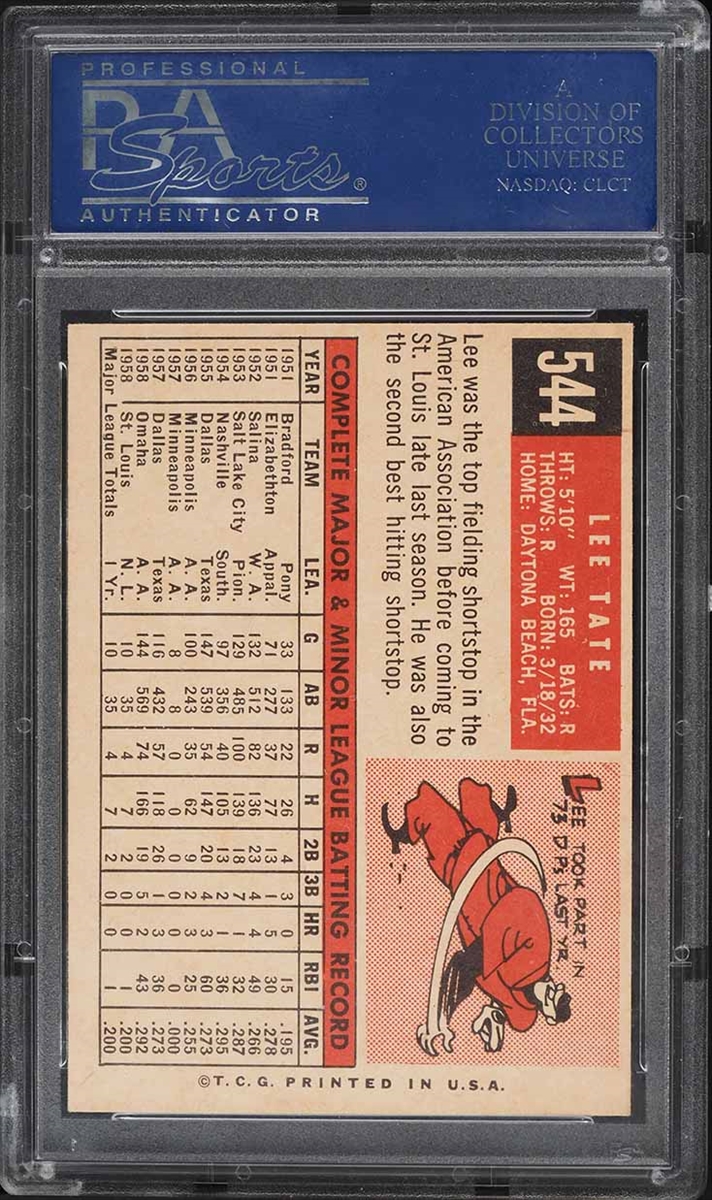 PROFESSIONAL
PSA
Sports®
AUTHENTICATOR
A
DIVISION OF
COLLECTORS
UNIVERSE
NASDAQ: CLCT
544
LEE TATE
HT: 5'10" WT: 165 BATS: R
THROWS: R BORN: 3/18/32
HOME: DAYTONA BEACH, FLA.
Lee was the top fielding shortstop in the
American Association before coming to
St. Louis late last season. He was also
the second best hitting shortstop.
LEE TOOK PART IN
73 D P's LAST YR
COMPLETE MAJOR & MINOR LEAGUE BATTING RECORD
YEAR TEAM LEA. G AB R H 2B 3B HR RBI AVG.
1951 Bradford Pony 33 133 22 26 4 3 0 15 .195
1951 Elizabethton Appal. 71 277 37 77 13 1 5 30 .278
1952 Salina W. A. 132 512 82 136 23 4 4 49 .266
1953 Salt Lake City Pion. 129 485 100 139 18 7 1 32 .287
1954 Nashville South. 97 356 40 105 13 2 1 36 .295
1955 Dallas Texas 147 539 54 147 20 4 4 60 .273
1956 Minneapolis A. A. 100 243 35 62 9 2 3 25 .255
1957 Minneapolis A. A. 8 0 0 0 0 0 0 0 .000
1957 Dallas Texas 116 432 57 118 26 1 3 36 .273
1958 Omaha A. A. 144 569 74 166 19 5 2 43 .292
1958 St. Louis N.L. 10 35 4 7 2 0 0 1 .200
Major League Totals 1 Yr. 10 35 4 7 2 0 0 1 .200
©T.C.G. PRINTED IN U.S.A.